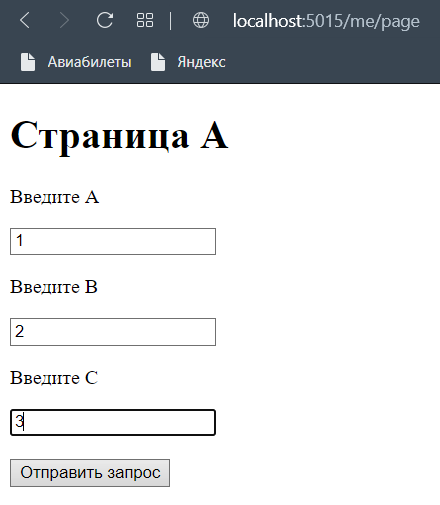 localhost:5015/me/page
Авиабилеты Яндекс
Страница А
Введите А
1
Введите В
2
Введите С
3
Отправить запрос